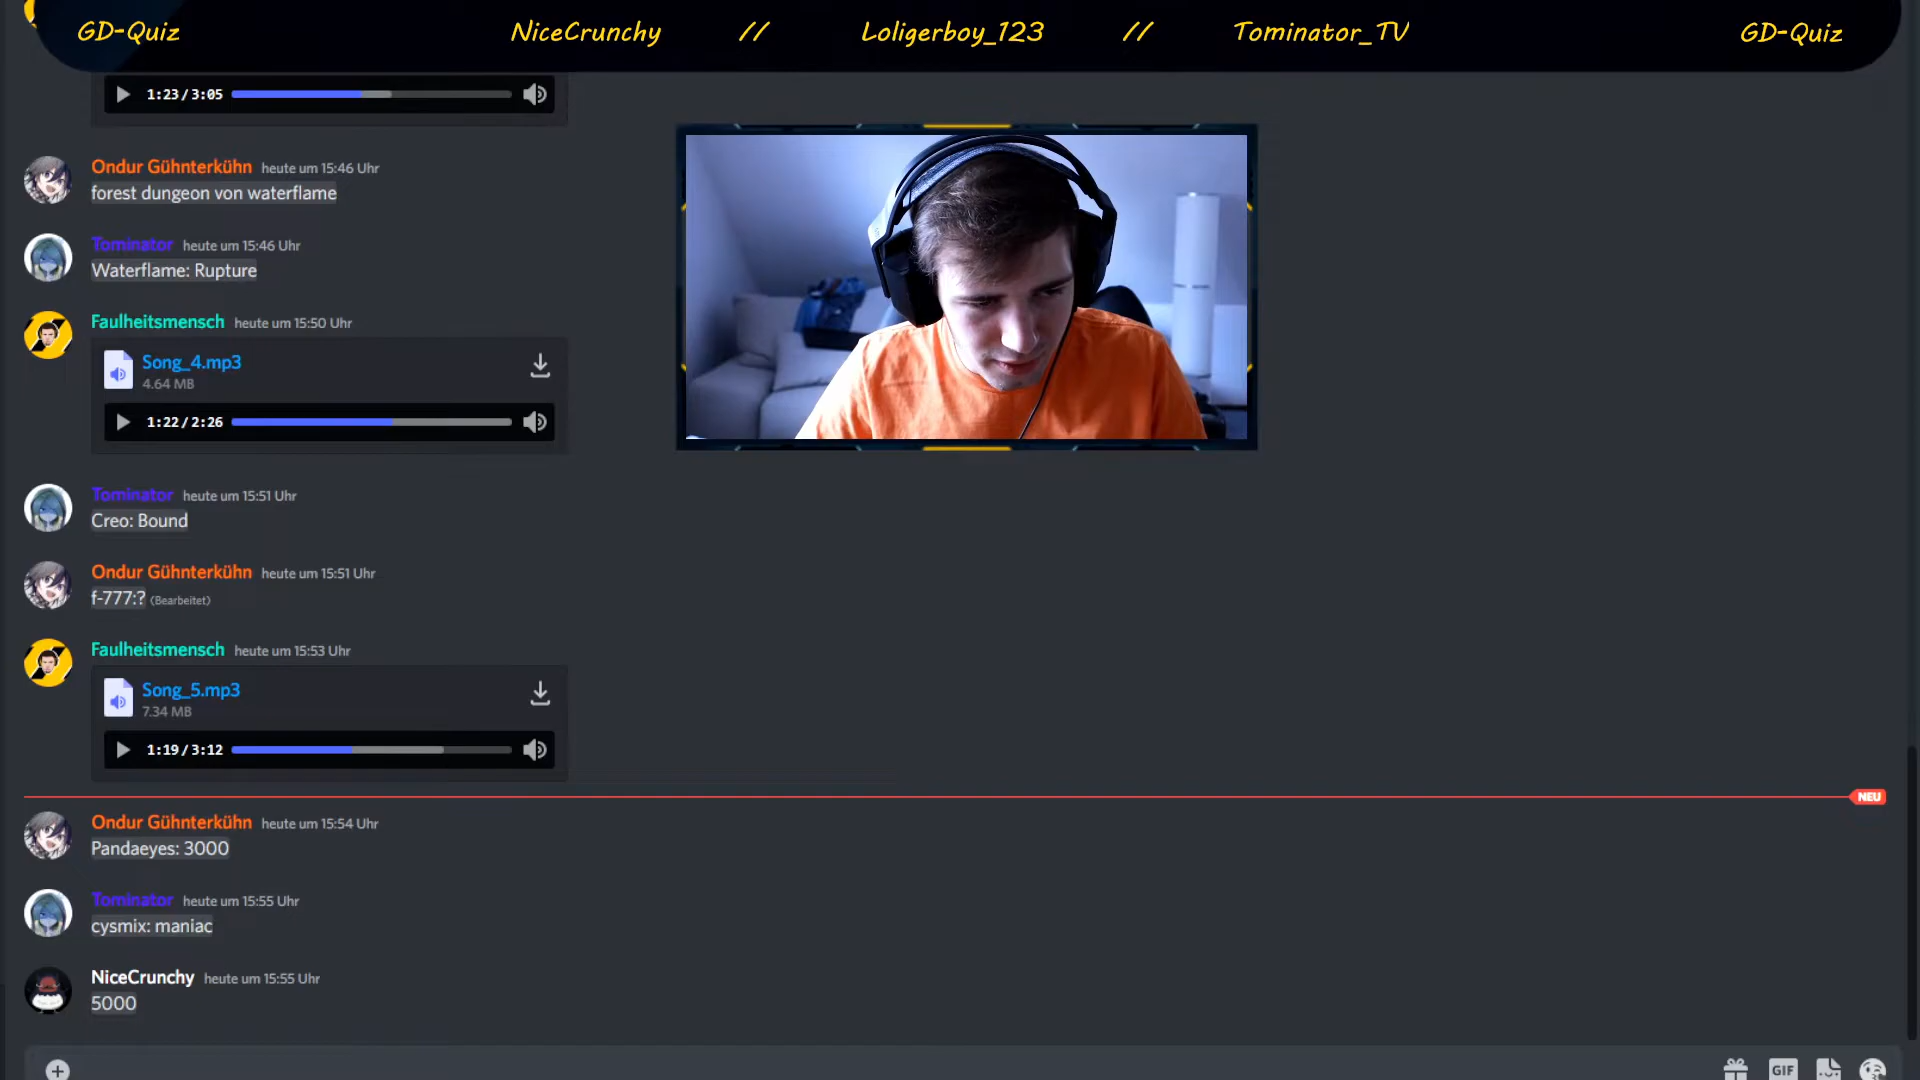 GD-Quiz NiceCrunchy // Loligerboy_123 // Tominator_TV GD-Quiz
1:23/3:05
Ondur Gühnterkühn heute um 15:46 Uhr
forest dungeon von waterflame
Tominator heute um 15:46 Uhr
Waterflame: Rupture
Faulheitsmensch heute um 15:50 Uhr
Song_4.mp3
4.64 MB
1:22/2:26
Tominator heute um 15:51 Uhr
Creo: Bound
Ondur Gühnterkühn heute um 15:51 Uhr
f-777:? (Bearbeitet)
Faulheitsmensch heute um 15:53 Uhr
Song_5.mp3
7.34 MB
1:19/3:12
NEU
Ondur Gühnterkühn heute um 15:54 Uhr
Pandaeyes: 3000
Tominator heute um 15:55 Uhr
cysmix: maniac
NiceCrunchy heute um 15:55 Uhr
5000
GIF